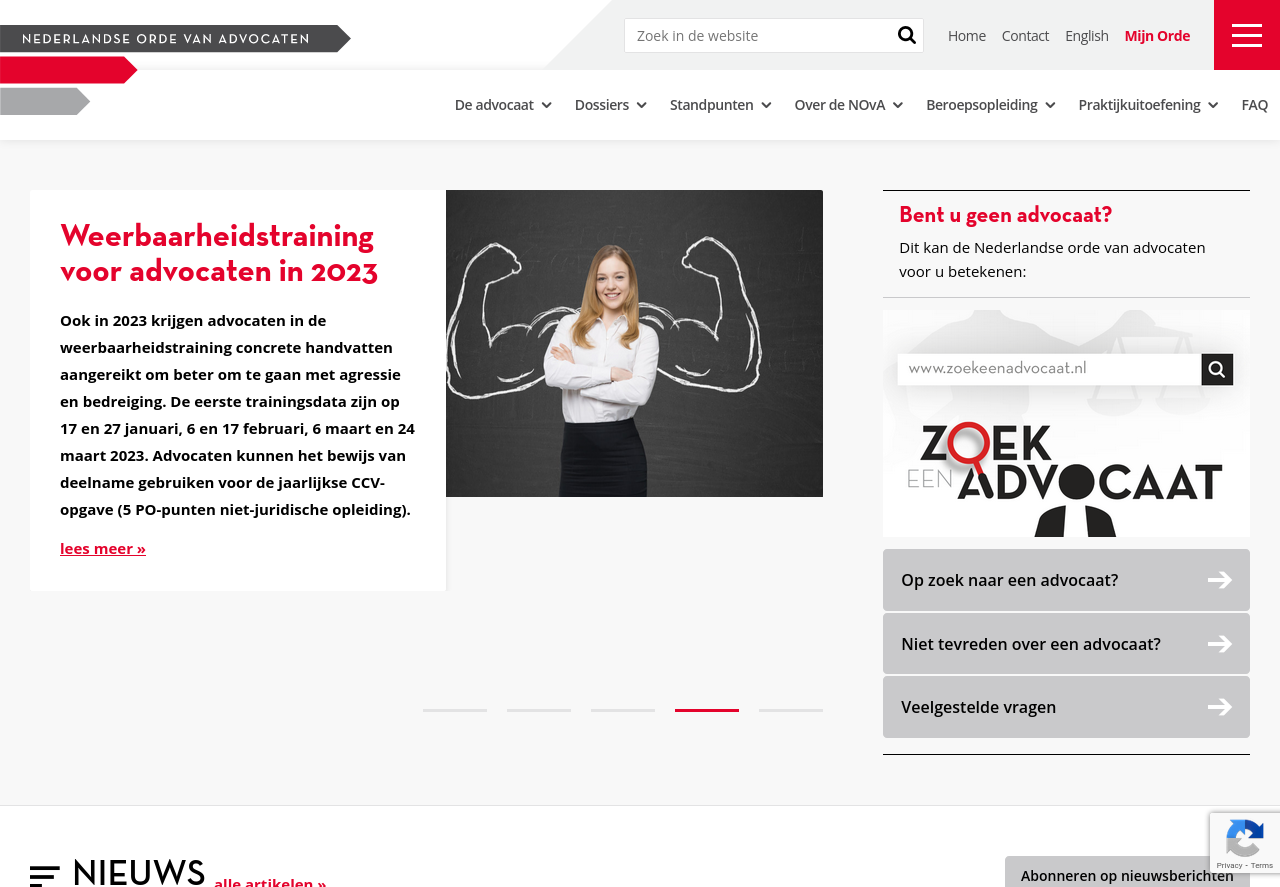 NEDERLANDSE ORDE VAN ADVOCATEN
Zoek in de website
Home Contact English Mijn Orde
De advocaat Dossiers Standpunten Over de NOvA Beroepsopleiding Praktijkuitoefening FAQ
Weerbaarheidstraining
voor advocaten in 2023
Ook in 2023 krijgen advocaten in de
weerbaarheidstraining concrete handvatten
aangereikt om beter om te gaan met agressie
en bedreiging. De eerste trainingsdata zijn op
17 en 27 januari, 6 en 17 februari, 6 maart en 24
maart 2023. Advocaten kunnen het bewijs van
deelname gebruiken voor de jaarlijkse CCV-
opgave (5 PO-punten niet-juridische opleiding).
lees meer »
Bent u geen advocaat?
Dit kan de Nederlandse orde van advocaten
voor u betekenen:
www.zoekeenadvocaat.nl
ZOEK
EEN ADVOCAAT
Op zoek naar een advocaat?
Niet tevreden over een advocaat?
Veelgestelde vragen
NIEUWS alle artikelen »
Abonneren op nieuwsberichten
Privacy - Terms